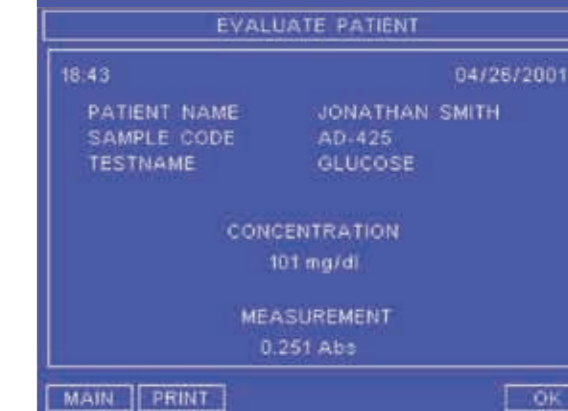 EVALUATE PATIENT
18:43 04/26/2001
PATIENT NAME JONATHAN SMITH
SAMPLE CODE AD-425
TESTNAME GLUCOSE
CONCENTRATION
101 mg/dl
MEASUREMENT
0.251 Abs
MAIN PRINT OK